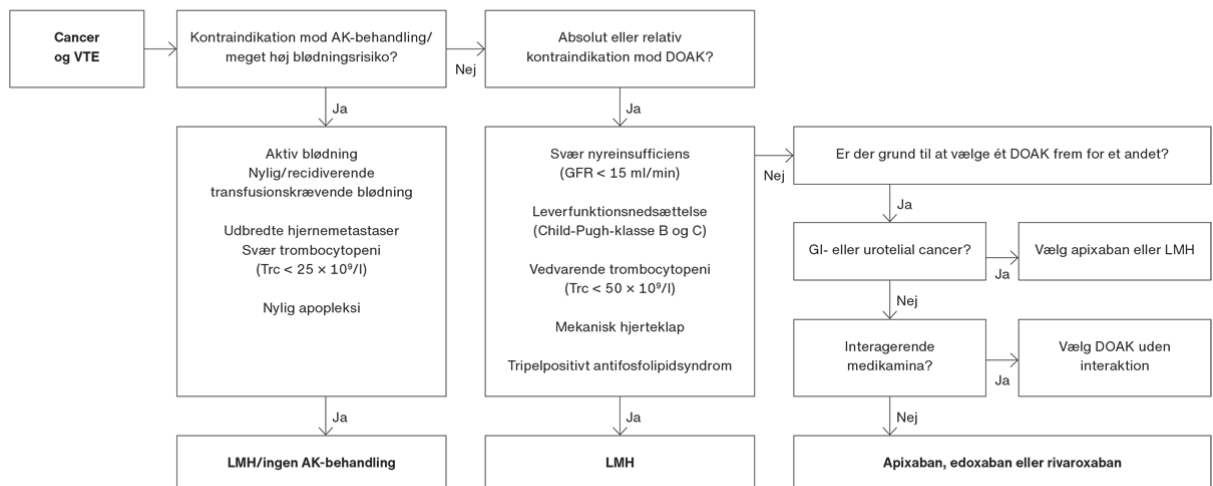 Cancer
og VTE
Kontraindikation mod AK-behandling/
meget høj blødningsrisiko?
Nej
Absolut eller relativ
kontraindikation mod DOAK?
Ja
Ja
Aktiv blødning
Nylig/recidiverende
transfusionskrævende blødning
Udbredte hjernemetastaser
Svær trombocytopeni
(Trc < 25 × 10⁹/l)
Nylig apopleksi
Svær nyreinsufficiens
(GFR < 15 ml/min)
Leverfunktionsnedsættelse
(Child-Pugh-klasse B og C)
Vedvarende trombocytopeni
(Trc < 50 × 10⁹/l)
Mekanisk hjerteklap
Tripelpositivt antifosfolipidsyndrom
Nej
Er der grund til at vælge ét DOAK frem for et andet?
Ja
GI- eller urotelial cancer?
Ja
Vælg apixaban eller LMH
Nej
Interagerende
medikamina?
Ja
Vælg DOAK uden
interaktion
Ja
Ja
Nej
LMH/ingen AK-behandling
LMH
Apixaban, edoxaban eller rivaroxaban